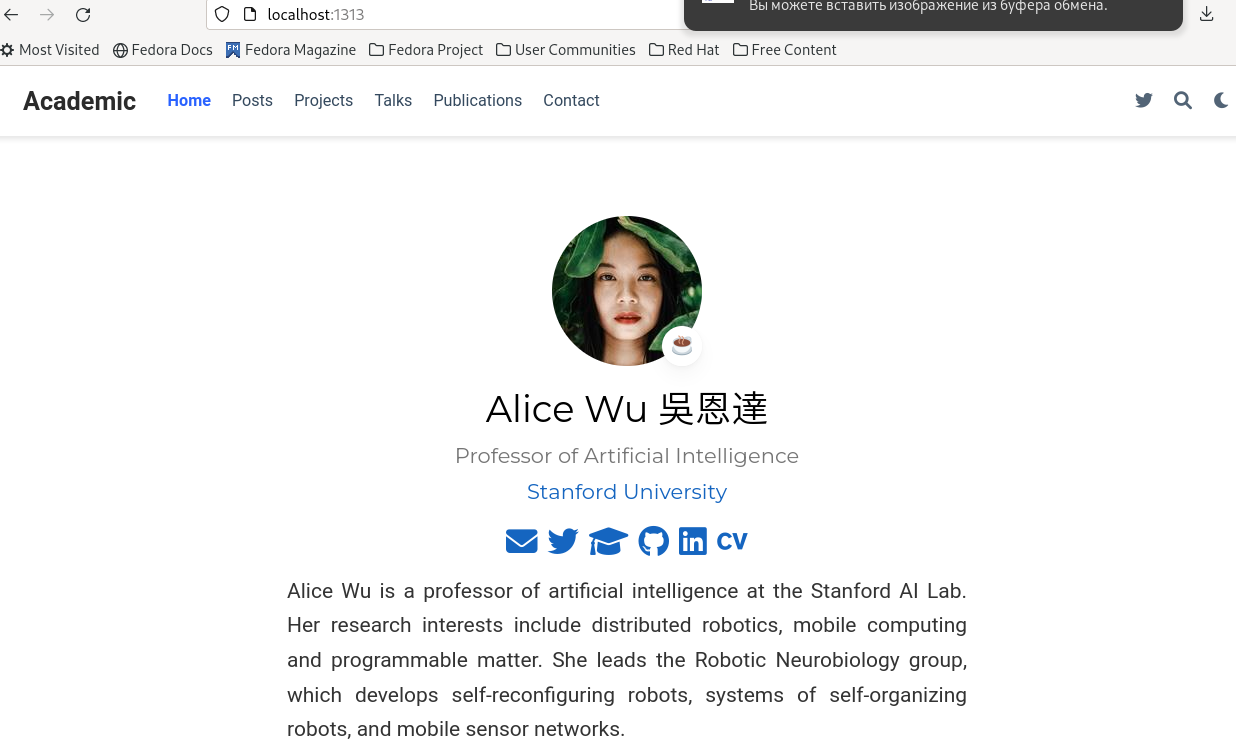 localhost:1313
Вы можете вставить изображение из буфера обмена.
Most Visited Fedora Docs Fedora Magazine Fedora Project User Communities Red Hat Free Content
Academic Home Posts Projects Talks Publications Contact
Alice Wu 吳恩達
Professor of Artificial Intelligence
Stanford University
CV
Alice Wu is a professor of artificial intelligence at the Stanford AI Lab.
Her research interests include distributed robotics, mobile computing
and programmable matter. She leads the Robotic Neurobiology group,
which develops self-reconfiguring robots, systems of self-organizing
robots, and mobile sensor networks.